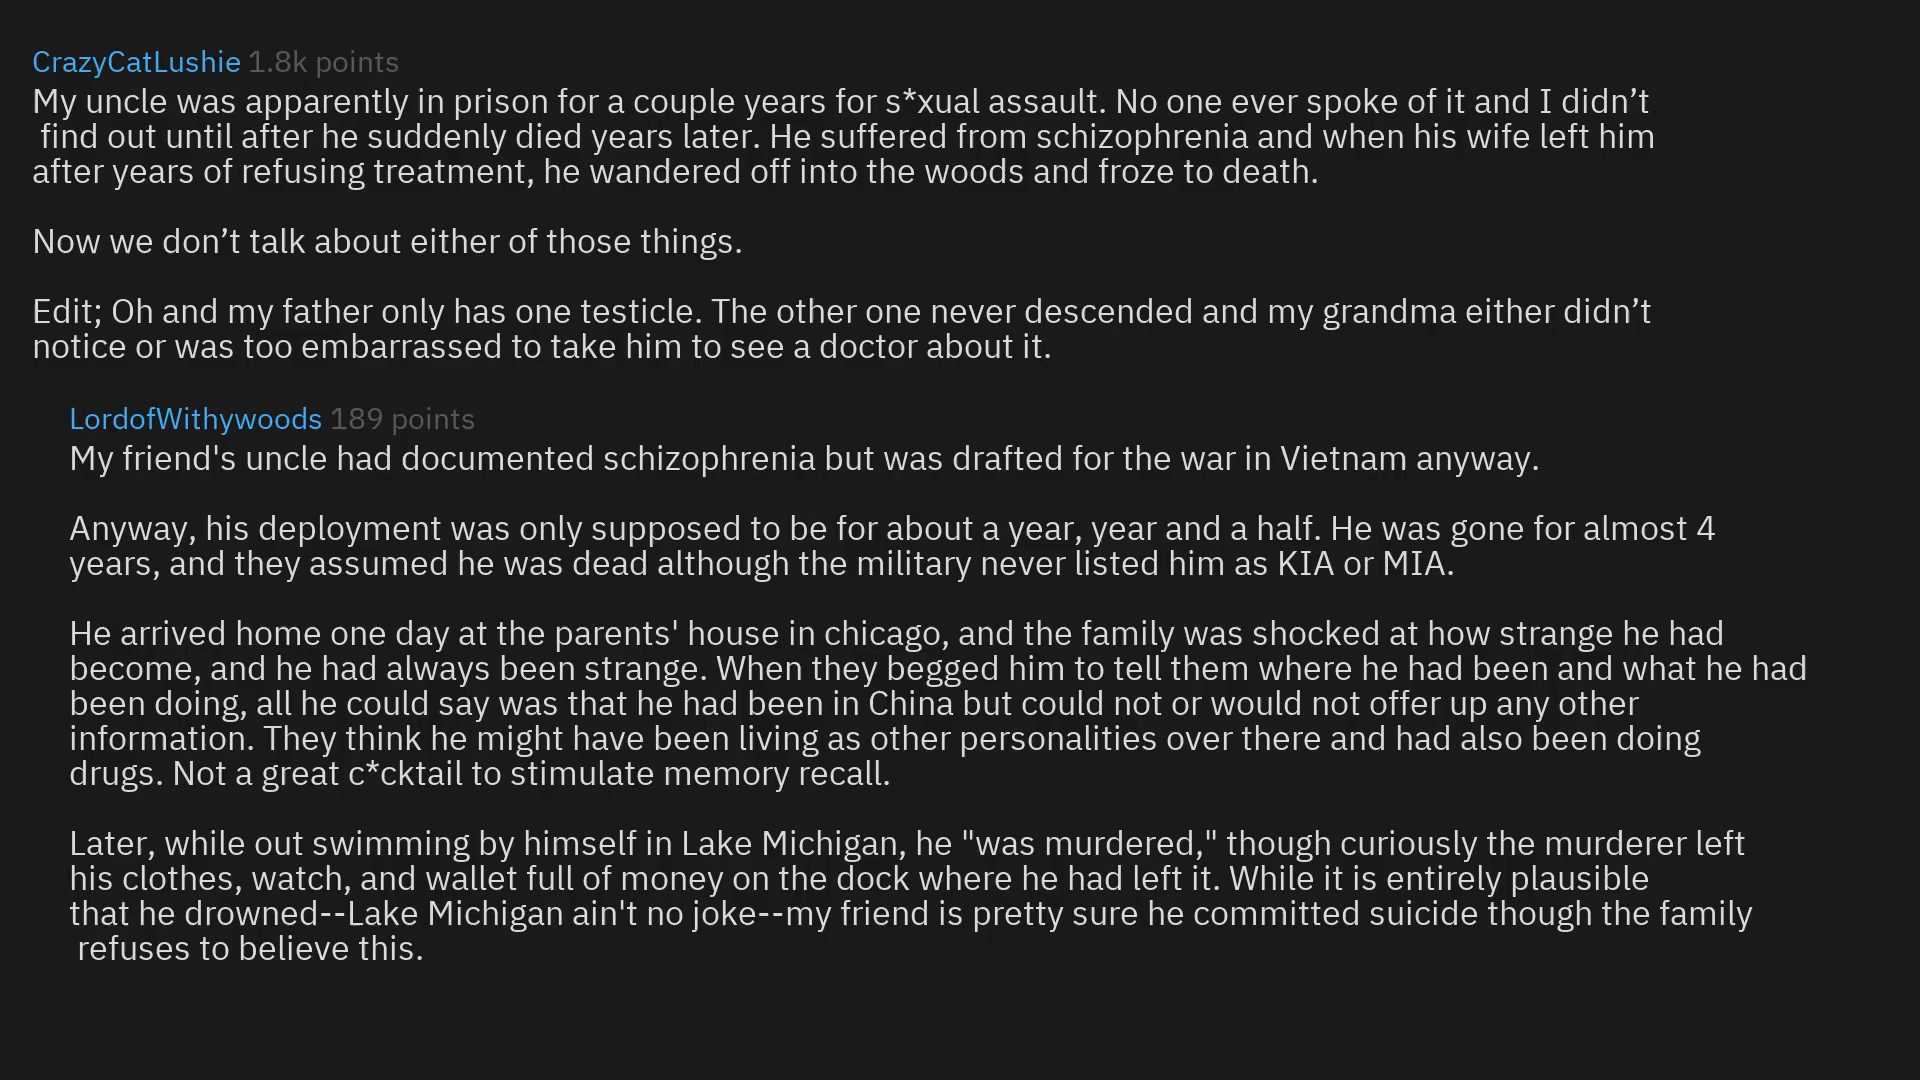 CrazyCatLushie 1.8k points
My uncle was apparently in prison for a couple years for s*xual assault. No one ever spoke of it and I didn’t
find out until after he suddenly died years later. He suffered from schizophrenia and when his wife left him
after years of refusing treatment, he wandered off into the woods and froze to death.
Now we don’t talk about either of those things.
Edit; Oh and my father only has one testicle. The other one never descended and my grandma either didn’t
notice or was too embarrassed to take him to see a doctor about it.
LordofWithywoods 189 points
My friend's uncle had documented schizophrenia but was drafted for the war in Vietnam anyway.
Anyway, his deployment was only supposed to be for about a year, year and a half. He was gone for almost 4
years, and they assumed he was dead although the military never listed him as KIA or MIA.
He arrived home one day at the parents' house in chicago, and the family was shocked at how strange he had
become, and he had always been strange. When they begged him to tell them where he had been and what he had
been doing, all he could say was that he had been in China but could not or would not offer up any other
information. They think he might have been living as other personalities over there and had also been doing
drugs. Not a great c*cktail to stimulate memory recall.
Later, while out swimming by himself in Lake Michigan, he "was murdered," though curiously the murderer left
his clothes, watch, and wallet full of money on the dock where he had left it. While it is entirely plausible
that he drowned--Lake Michigan ain't no joke--my friend is pretty sure he committed suicide though the family
refuses to believe this.